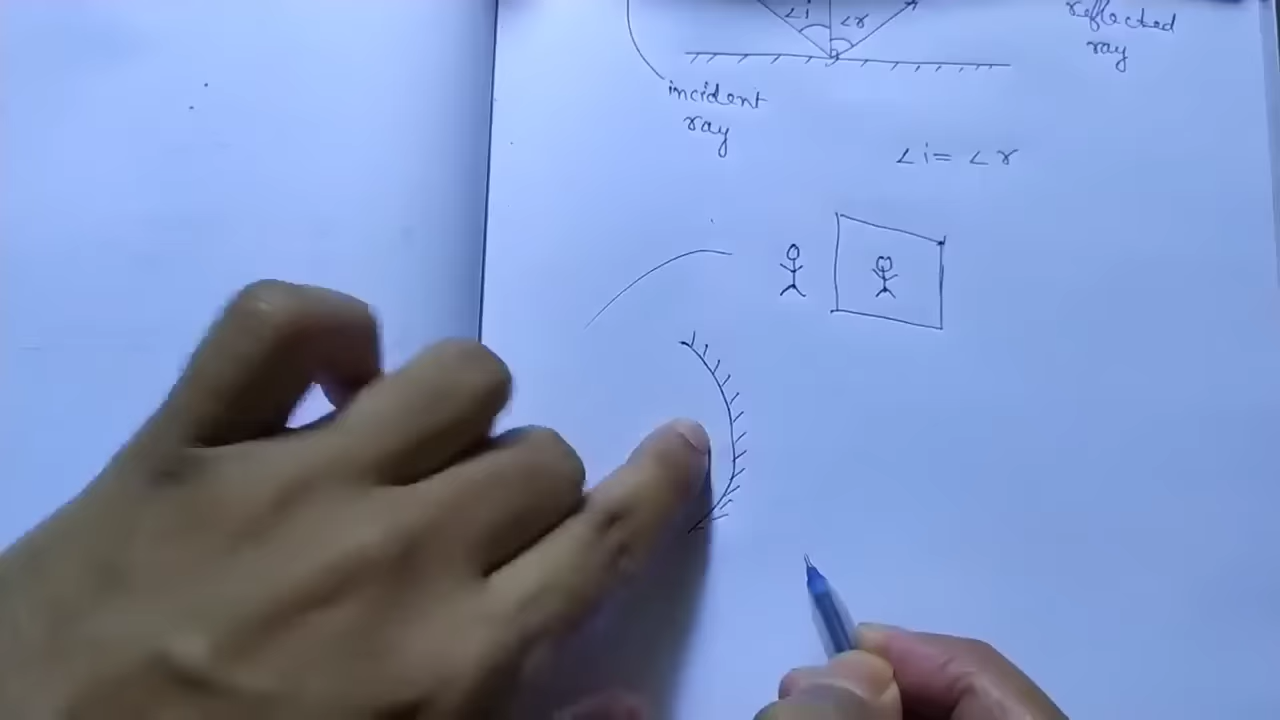 ∠i ∠r
reflected
ray
incident
ray
∠i = ∠r